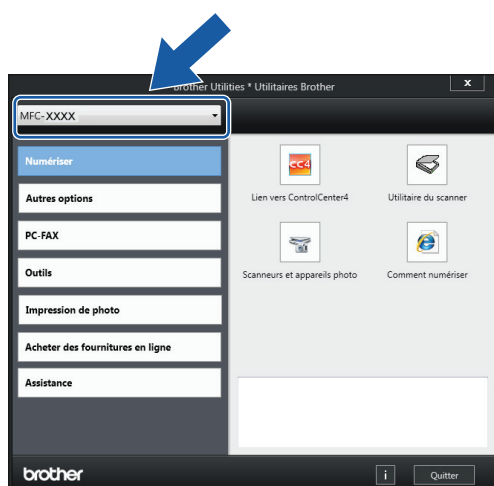 Brother Utilities * Utilitaires Brother
x
MFC-XXXX
Numériser
Autres options
PC-FAX
Outils
Impression de photo
Acheter des fournitures en ligne
Assistance
CC4
Lien vers ControlCenter4
Utilitaire du scanner
Scanneurs et appareils photo
Comment numériser
brother
i
Quitter